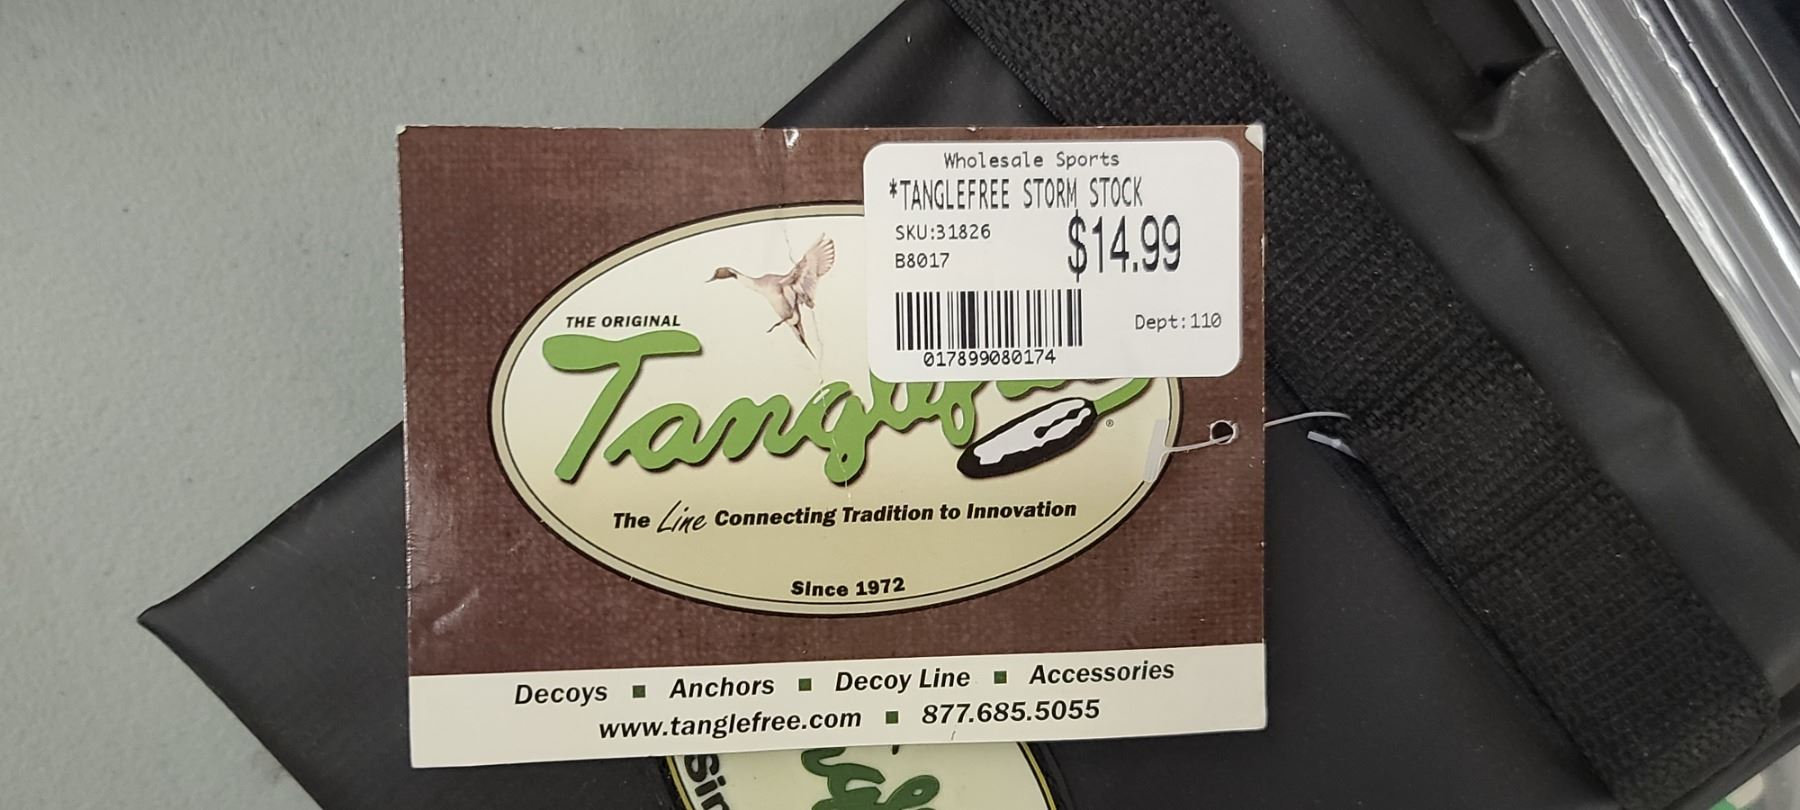 Wholesale Sports
*TANGLEFREE STORM STOCK
SKU:31826
$14.99
B8017
Dept:110
017899080174
THE ORIGINAL
®
The Line Connecting Tradition to Innovation
Since 1972
Decoys ■ Anchors ■ Decoy Line ■ Accessories
www.tanglefree.com ■ 877.685.5055